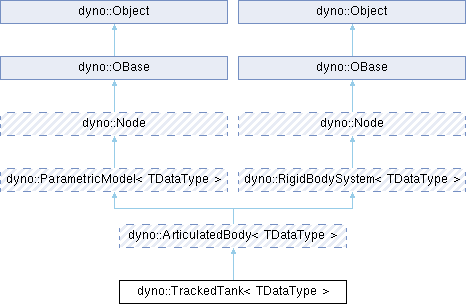 dyno::Object
dyno::Object
dyno::OBase
dyno::OBase
dyno::Node
dyno::Node
dyno::ParametricModel< TDataType >
dyno::RigidBodySystem< TDataType >
dyno::ArticulatedBody< TDataType >
dyno::TrackedTank< TDataType >